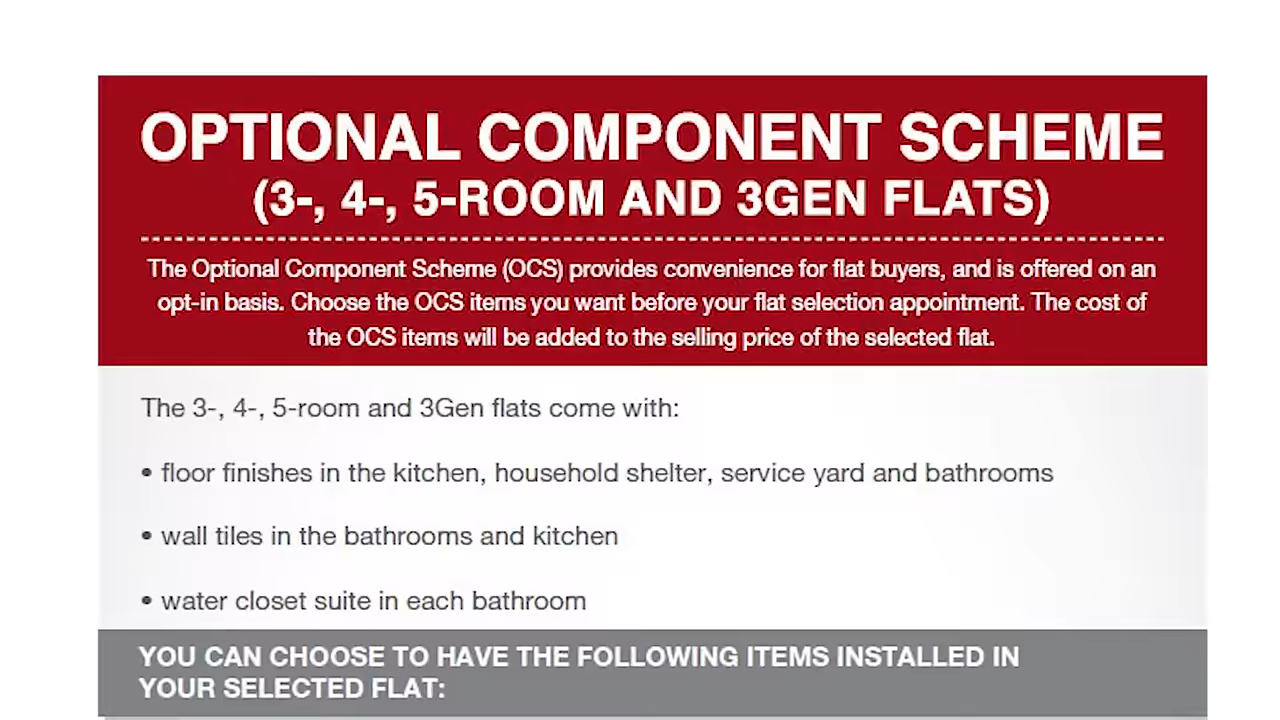 OPTIONAL COMPONENT SCHEME
(3-, 4-, 5-ROOM AND 3GEN FLATS)
The Optional Component Scheme (OCS) provides convenience for flat buyers, and is offered on an
opt-in basis. Choose the OCS items you want before your flat selection appointment. The cost of
the OCS items will be added to the selling price of the selected flat.
The 3-, 4-, 5-room and 3Gen flats come with:
• floor finishes in the kitchen, household shelter, service yard and bathrooms
• wall tiles in the bathrooms and kitchen
• water closet suite in each bathroom
YOU CAN CHOOSE TO HAVE THE FOLLOWING ITEMS INSTALLED IN
YOUR SELECTED FLAT: